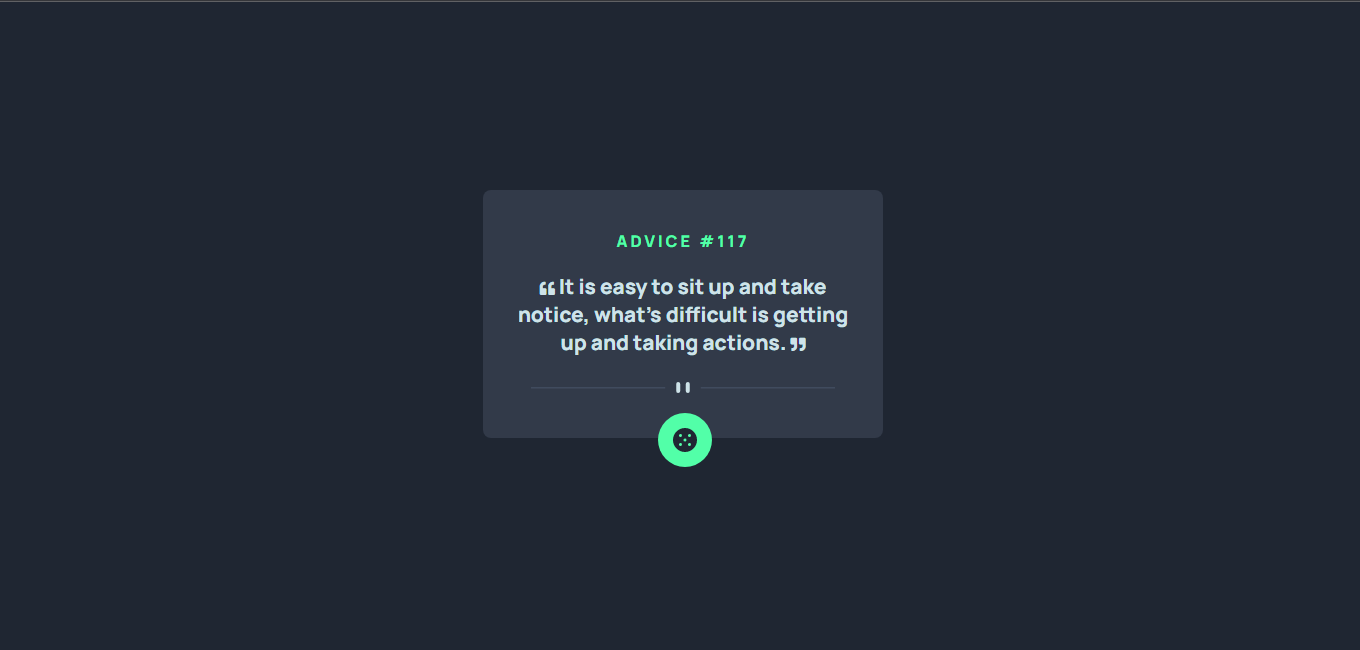 ADVICE #117
❝It is easy to sit up and take
notice, what’s difficult is getting
up and taking actions.❞